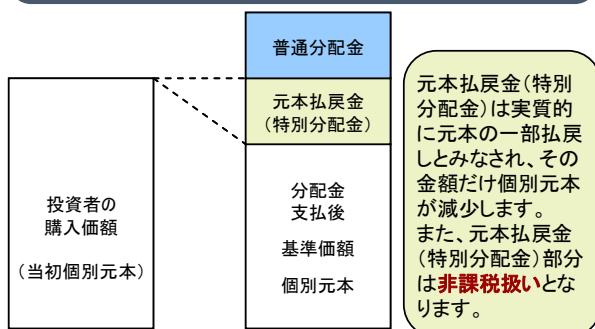 普通分配金
元本払戻金
(特別分配金)
投資者の
購入価額
(当初個別元本)
分配金
支払後
基準価額
個別元本
元本払戻金(特別
分配金)は実質的
に元本の一部払戻
しとみなされ、その
金額だけ個別元本
が減少します。
また、元本払戻金
(特別分配金)部分
は非課税扱いとな
ります。